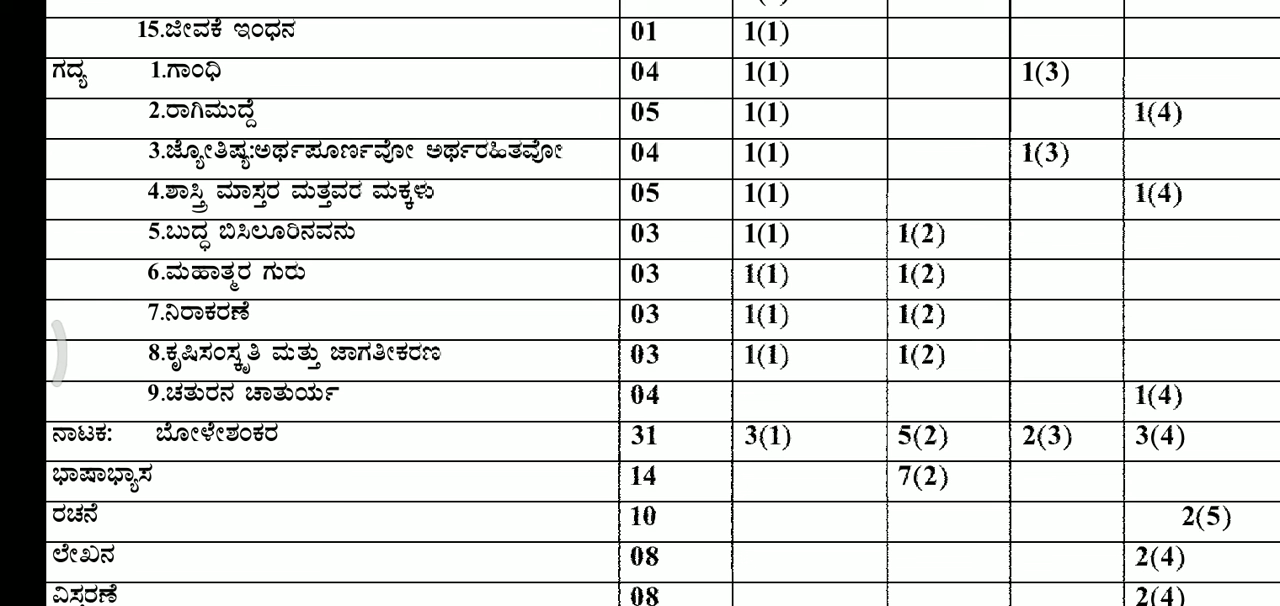 15.ಜೀವಕೆ ಇಂಧನ 01 1(1)
ಗದ್ಯ 1.ಗಾಂಧಿ 04 1(1) 1(3)
2.ರಾಗಿಮುದ್ದೆ 05 1(1) 1(4)
3.ಜ್ಯೋತಿಷ್ಯ:ಅರ್ಥಪೂರ್ಣವೋ ಅರ್ಥರಹಿತವೋ 04 1(1) 1(3)
4.ಶಾಸ್ತ್ರಿ ಮಾಸ್ತರ ಮತ್ತವರ ಮಕ್ಕಳು 05 1(1) 1(4)
5.ಬುದ್ಧ ಬಿಸಿಲೂರಿನವನು 03 1(1) 1(2)
6.ಮಹಾತ್ಮರ ಗುರು 03 1(1) 1(2)
7.ನಿರಾಕರಣೆ 03 1(1) 1(2)
8.ಕೃಷಿಸಂಸ್ಕೃತಿ ಮತ್ತು ಜಾಗತೀಕರಣ 03 1(1) 1(2)
9.ಚತುರನ ಚಾತುರ್ಯ 04 1(4)
ನಾಟಕ: ಬೋಳೇಶಂಕರ 31 3(1) 5(2) 2(3) 3(4)
ಭಾಷಾಭ್ಯಾಸ 14 7(2)
ರಚನೆ 10 2(5)
ಲೇಖನ 08 2(4)
ವಿಸ್ತರಣೆ 08 2(4)